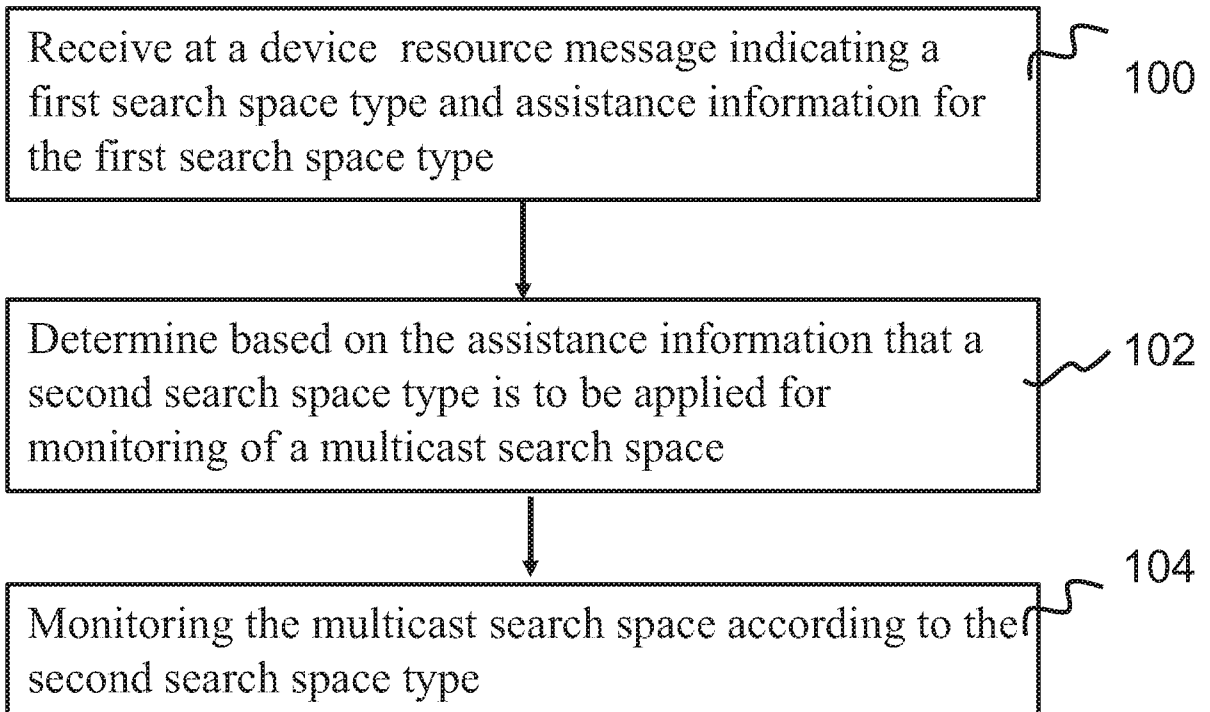 Receive at a device resource message indicating a
first search space type and assistance information for
the first search space type
100
Determine based on the assistance information that a
second search space type is to be applied for
monitoring of a multicast search space
102
Monitoring the multicast search space according to the
second search space type
104